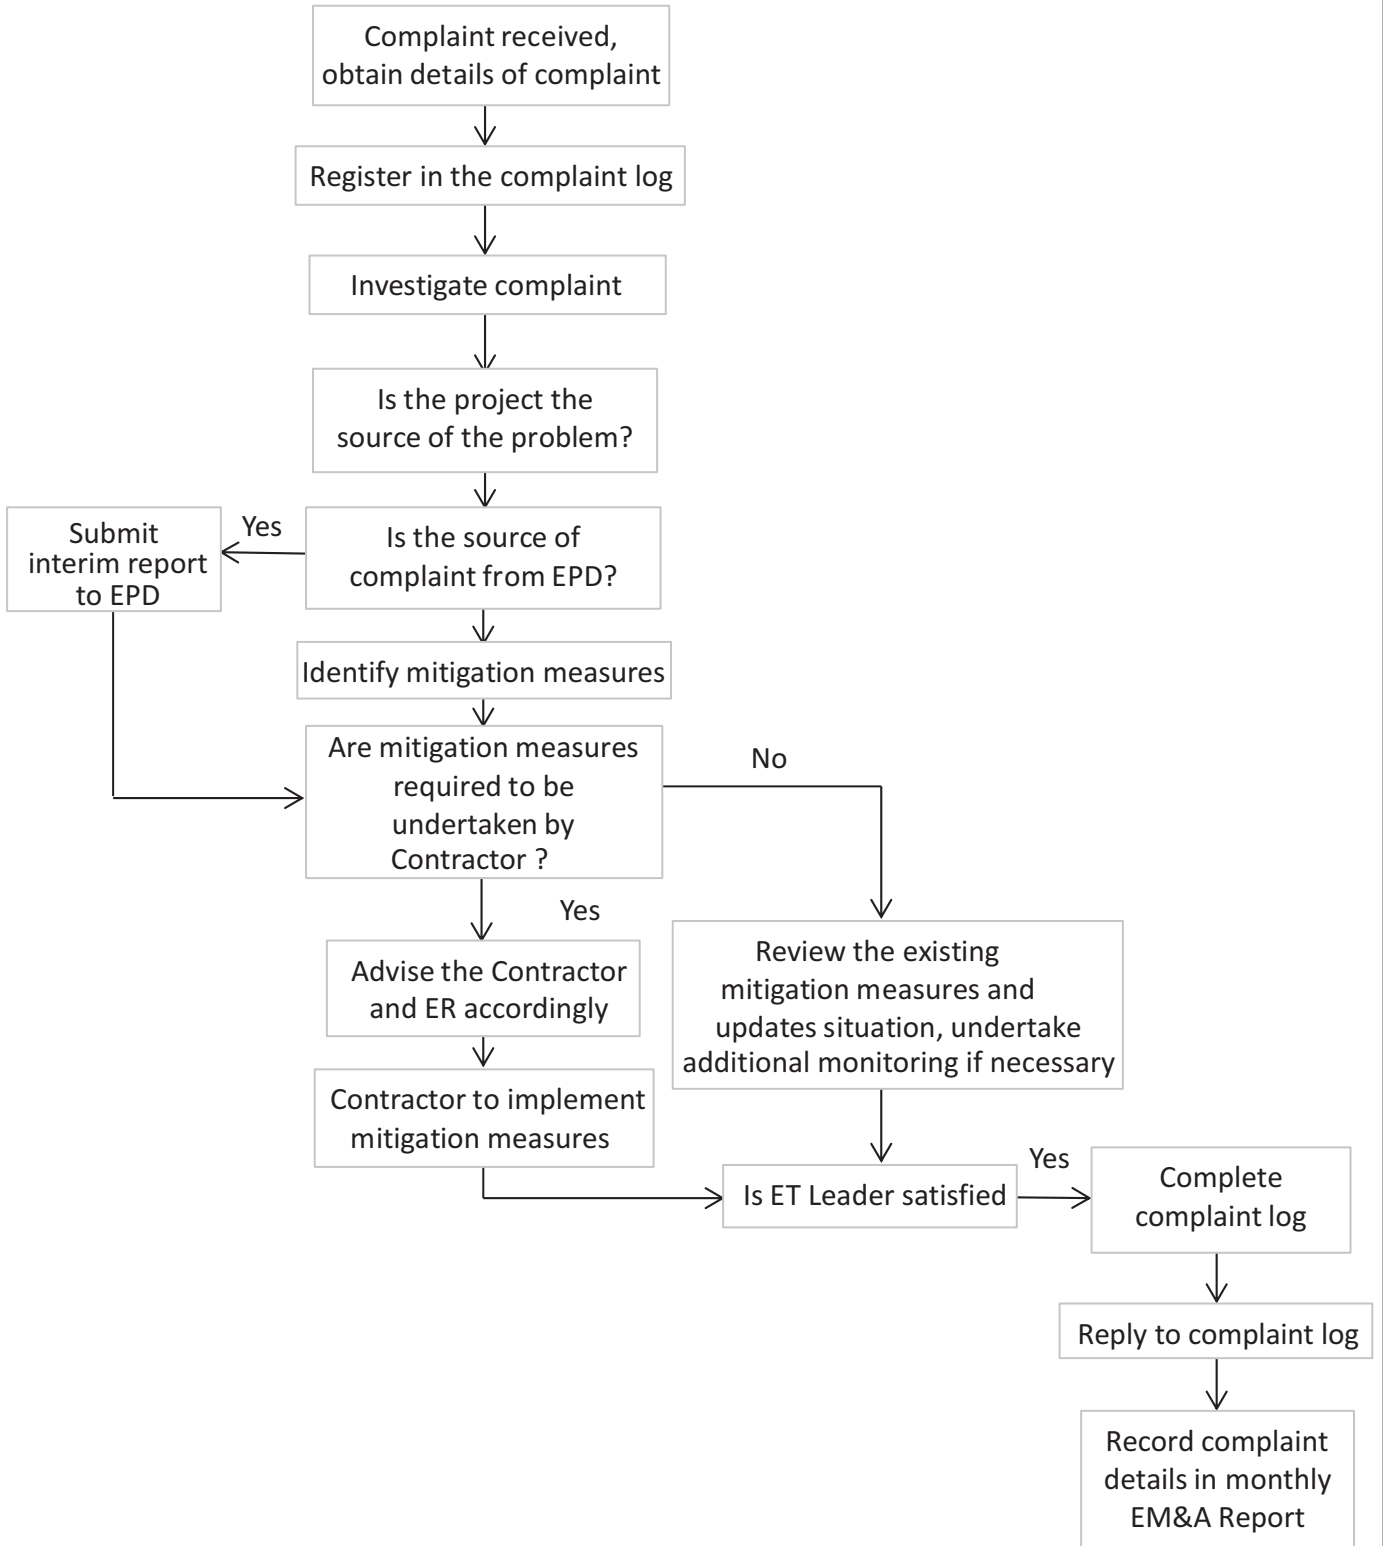 Complaint received,
obtain details of complaint
Register in the complaint log
Investigate complaint
Is the project the
source of the problem?
Submit
interim report
to EPD
Yes
Is the source of
complaint from EPD?
Identify mitigation measures
Are mitigation measures
required to be
undertaken by
Contractor ?
No
Yes
Advise the Contractor
and ER accordingly
Review the existing
mitigation measures and
updates situation, undertake
additional monitoring if necessary
Contractor to implement
mitigation measures
Is ET Leader satisfied
Yes
Complete
complaint log
Reply to complaint log
Record complaint
details in monthly
EM&A Report